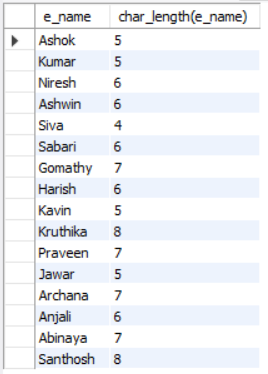 e_name char_length(e_name)
Ashok 5
Kumar 5
Niresh 6
Ashwin 6
Siva 4
Sabari 6
Gomathy 7
Harish 6
Kavin 5
Kruthika 8
Praveen 7
Jawar 5
Archana 7
Anjali 6
Abinaya 7
Santhosh 8